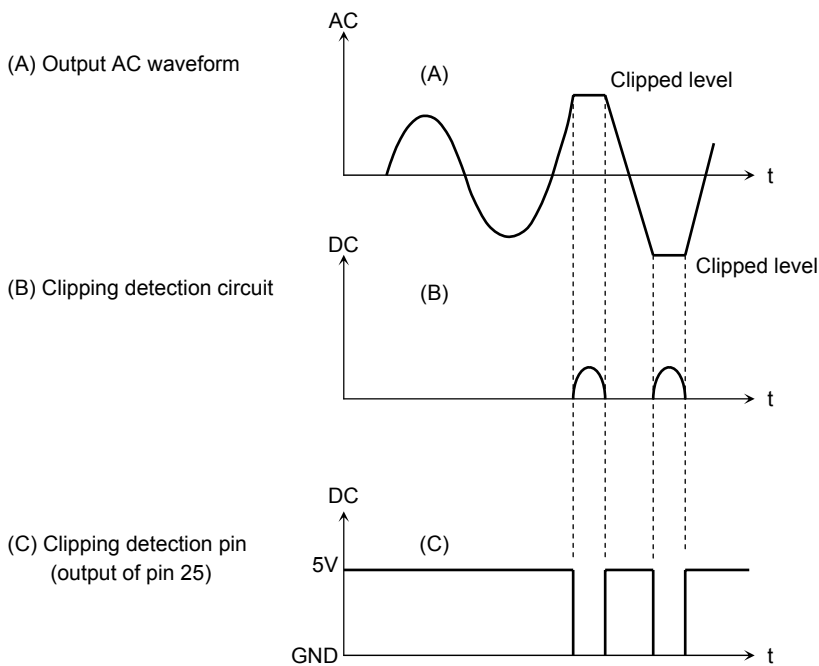 AC
(A) Output AC waveform
(A)
Clipped level
t
DC
Clipped level
(B) Clipping detection circuit
(B)
t
DC
(C) Clipping detection pin
(output of pin 25)
(C)
5V
GND
t